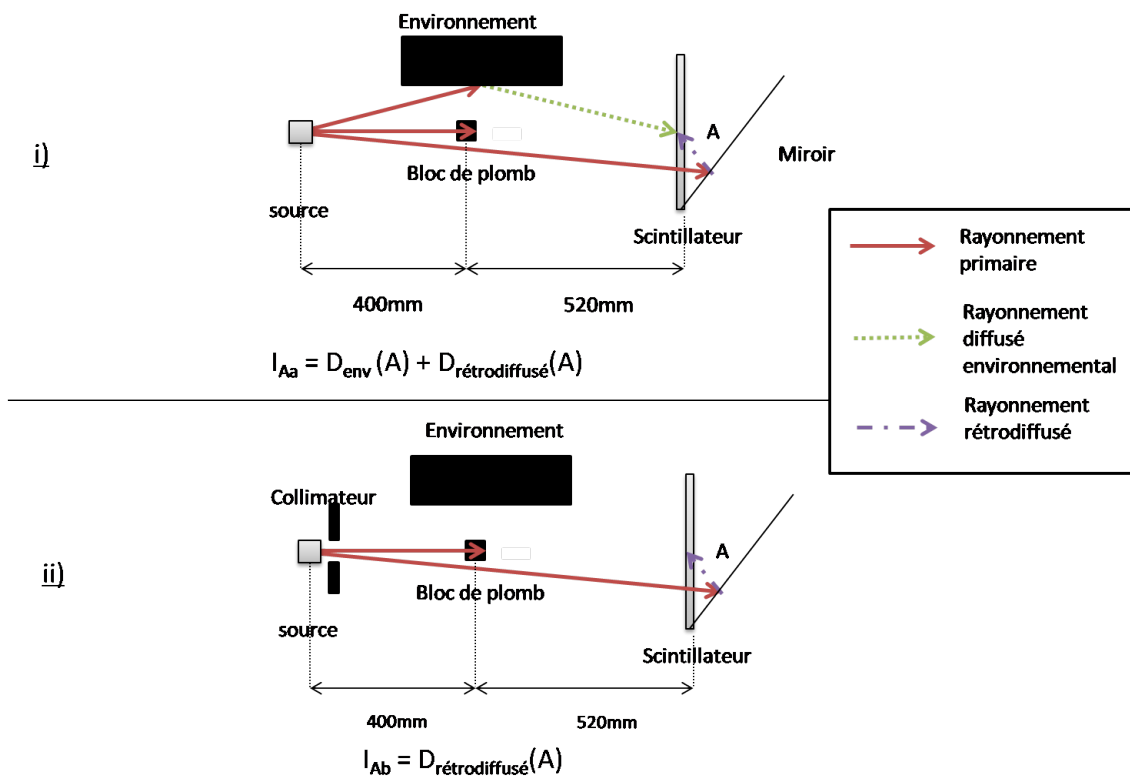 Environnement
i)
A
Miroir
Bloc de plomb
source
Scintillateur
400mm
520mm
I_Aa = D_env (A) + D_rétrodiffusé(A)
Rayonnement
primaire
Rayonnement
diffusé
environnemental
Rayonnement
rétrodiffusé
Environnement
Collimateur
A
ii)
Bloc de plomb
source
Scintillateur
400mm
520mm
I_Ab = D_rétrodiffusé(A)